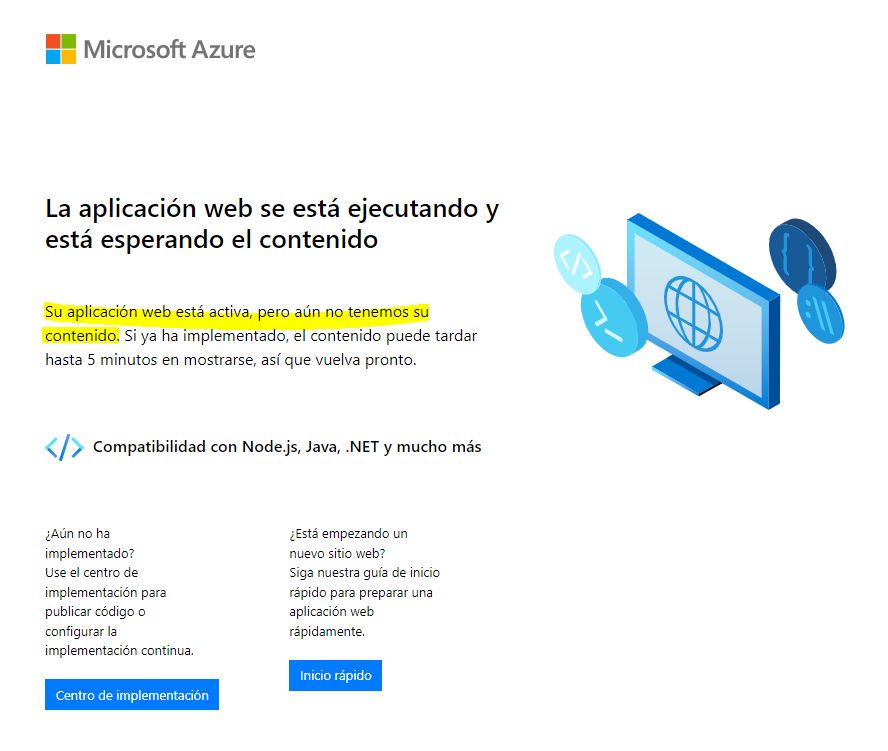 Microsoft Azure
La aplicación web se está ejecutando y
está esperando el contenido
Su aplicación web está activa, pero aún no tenemos su
contenido. Si ya ha implementado, el contenido puede tardar
hasta 5 minutos en mostrarse, así que vuelva pronto.
</> Compatibilidad con Node.js, Java, .NET y mucho más
¿Aún no ha
implementado?
Use el centro de
implementación para
publicar código o
configurar la
implementación continua.
Centro de implementación
¿Está empezando un
nuevo sitio web?
Siga nuestra guía de inicio
rápido para preparar una
aplicación web
rápidamente.
Inicio rápido